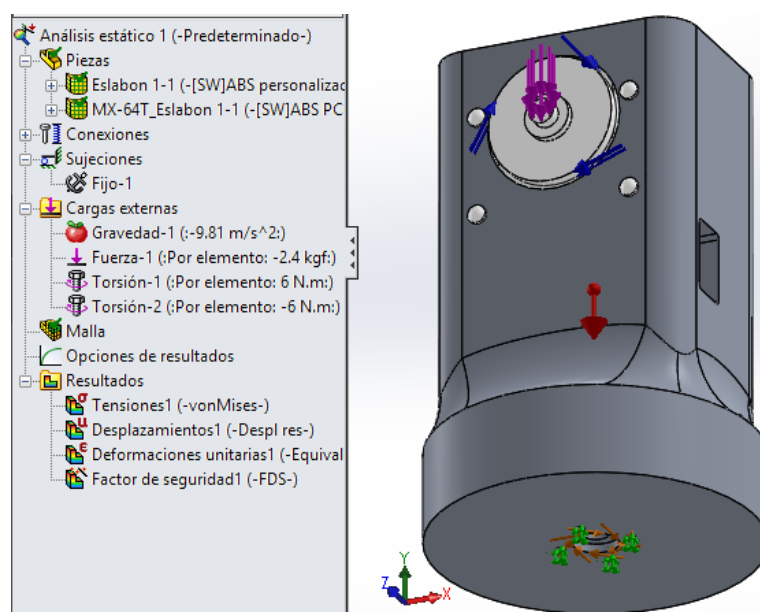 Análisis estático 1 (-Predeterminado-)
Piezas
Eslabon 1-1 (-[SW]ABS personalizac
MX-64T_Eslabon 1-1 (-[SW]ABS PC
Conexiones
Sujeciones
Fijo-1
Cargas externas
Gravedad-1 (:-9.81 m/s^2:)
Fuerza-1 (:Por elemento: -2.4 kgf:)
Torsión-1 (:Por elemento: 6 N.m:)
Torsión-2 (:Por elemento: -6 N.m:)
Malla
Opciones de resultados
Resultados
Tensiones1 (-vonMises-)
Desplazamientos1 (-Despl res-)
Deformaciones unitarias1 (-Equival
Factor de seguridad1 (-FDS-)
Y
Z
X